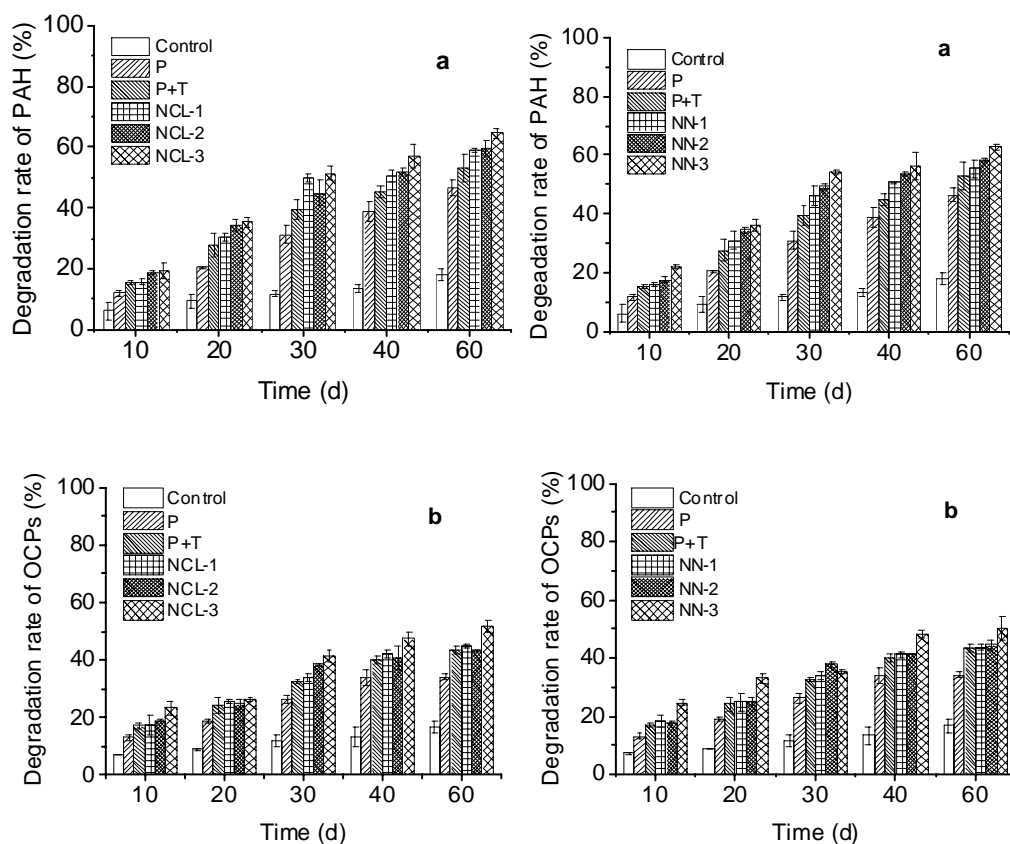 Degradation rate of PAH (%)
100
80
60
40
20
0
Control
P
P+T
NCL-1
NCL-2
NCL-3
a
10 20 30 40 60
Time (d)
Degeadation rate of PAH (%)
100
80
60
40
20
0
Control
P
P+T
NN-1
NN-2
NN-3
a
10 20 30 40 60
Time (d)
Degradation rate of OCPs (%)
100
80
60
40
20
0
Control
P
P+T
NCL-1
NCL-2
NCL-3
b
10 20 30 40 60
Time (d)
Degradation rate of OCPs (%)
100
80
60
40
20
0
Control
P
P+T
NN-1
NN-2
NN-3
b
10 20 30 40 60
Time (d)